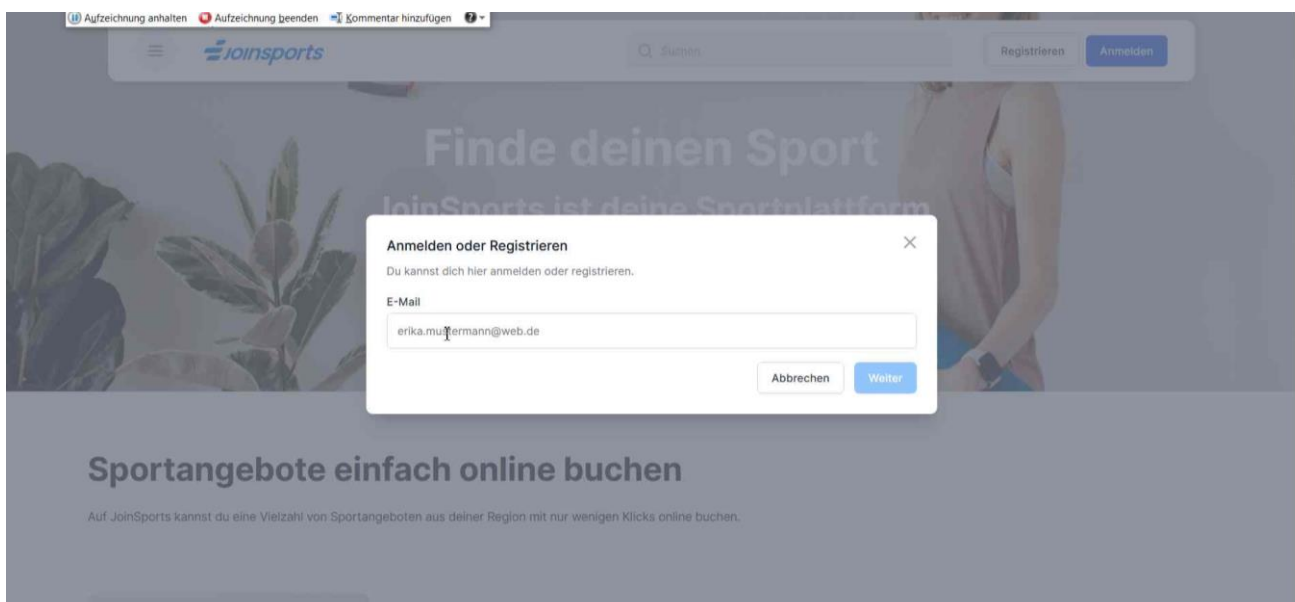 Aufzeichnung anhalten Aufzeichnung beenden Kommentar hinzufügen
JOINSPORTS Suchen Registrieren Anmelden
Finde deinen Sport
JoinSports ist deine Sportplattform
Anmelden oder Registrieren
Du kannst dich hier anmelden oder registrieren.
E-Mail
erika.mustermann@web.de
Abbrechen Weiter
Sportangebote einfach online buchen
Auf JoinSports kannst du eine Vielzahl von Sportangeboten aus deiner Region mit nur wenigen Klicks online buchen.